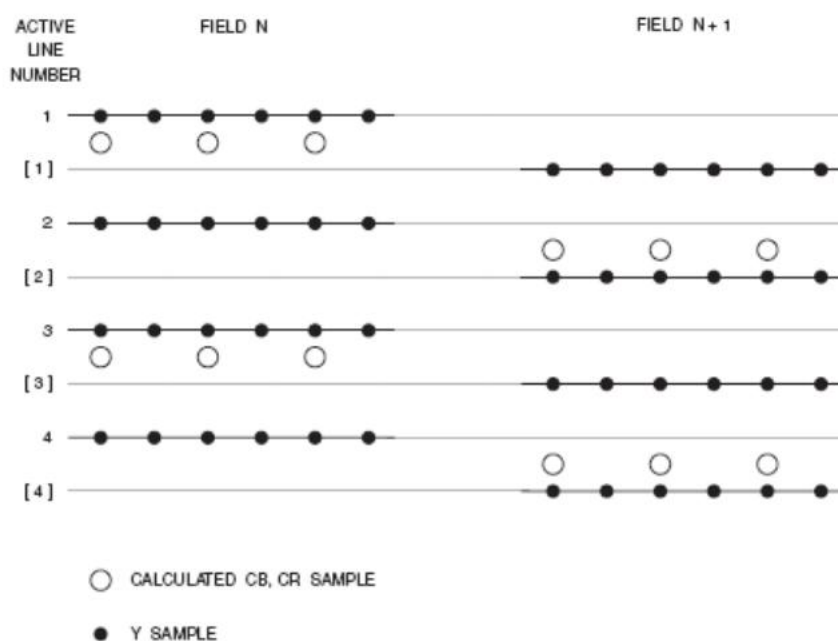 ACTIVE
LINE
NUMBER
FIELD N
FIELD N + 1
1
[ 1 ]
2
[ 2 ]
3
[ 3 ]
4
[ 4 ]
CALCULATED CB, CR SAMPLE
Y SAMPLE